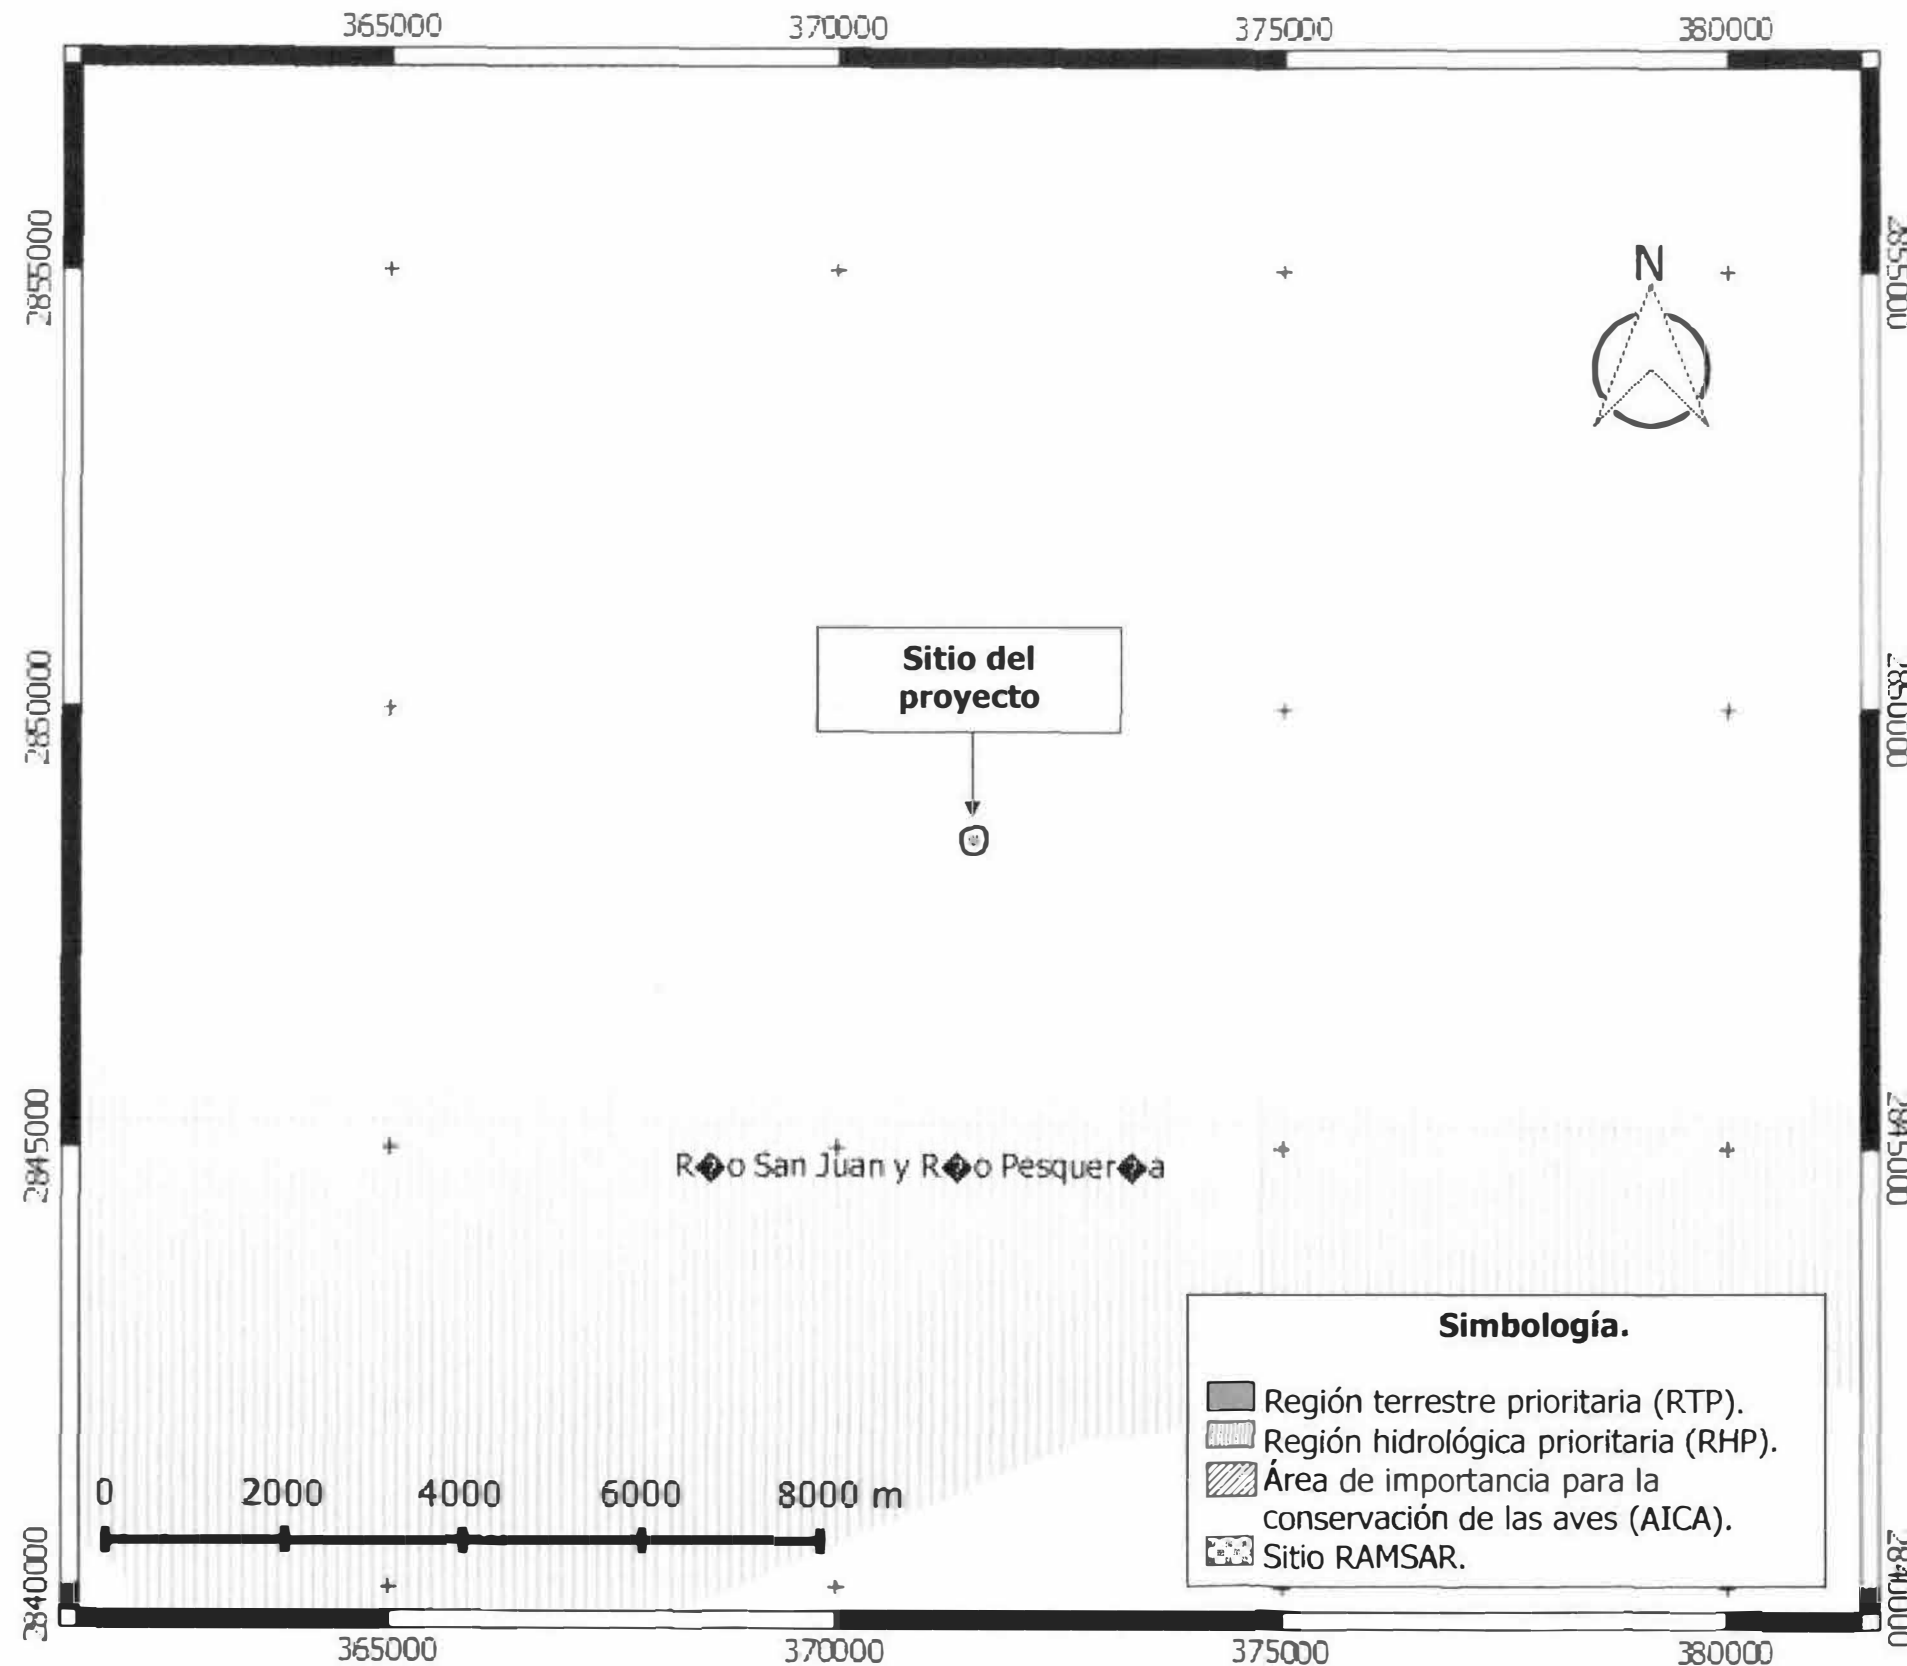 365000 370000 375000 380000
2855000
2855000
N
Sitio del
proyecto
2850000
2850000
2845000
2845000
R�o San Juan y R�o Pesquer�a
Simbología.
Región terrestre prioritaria (RTP).
Región hidrológica prioritaria (RHP).
Área de importancia para la
conservación de las aves (AICA).
Sitio RAMSAR.
0 2000 4000 6000 8000 m
2840000
2840000
365000 370000 375000 380000